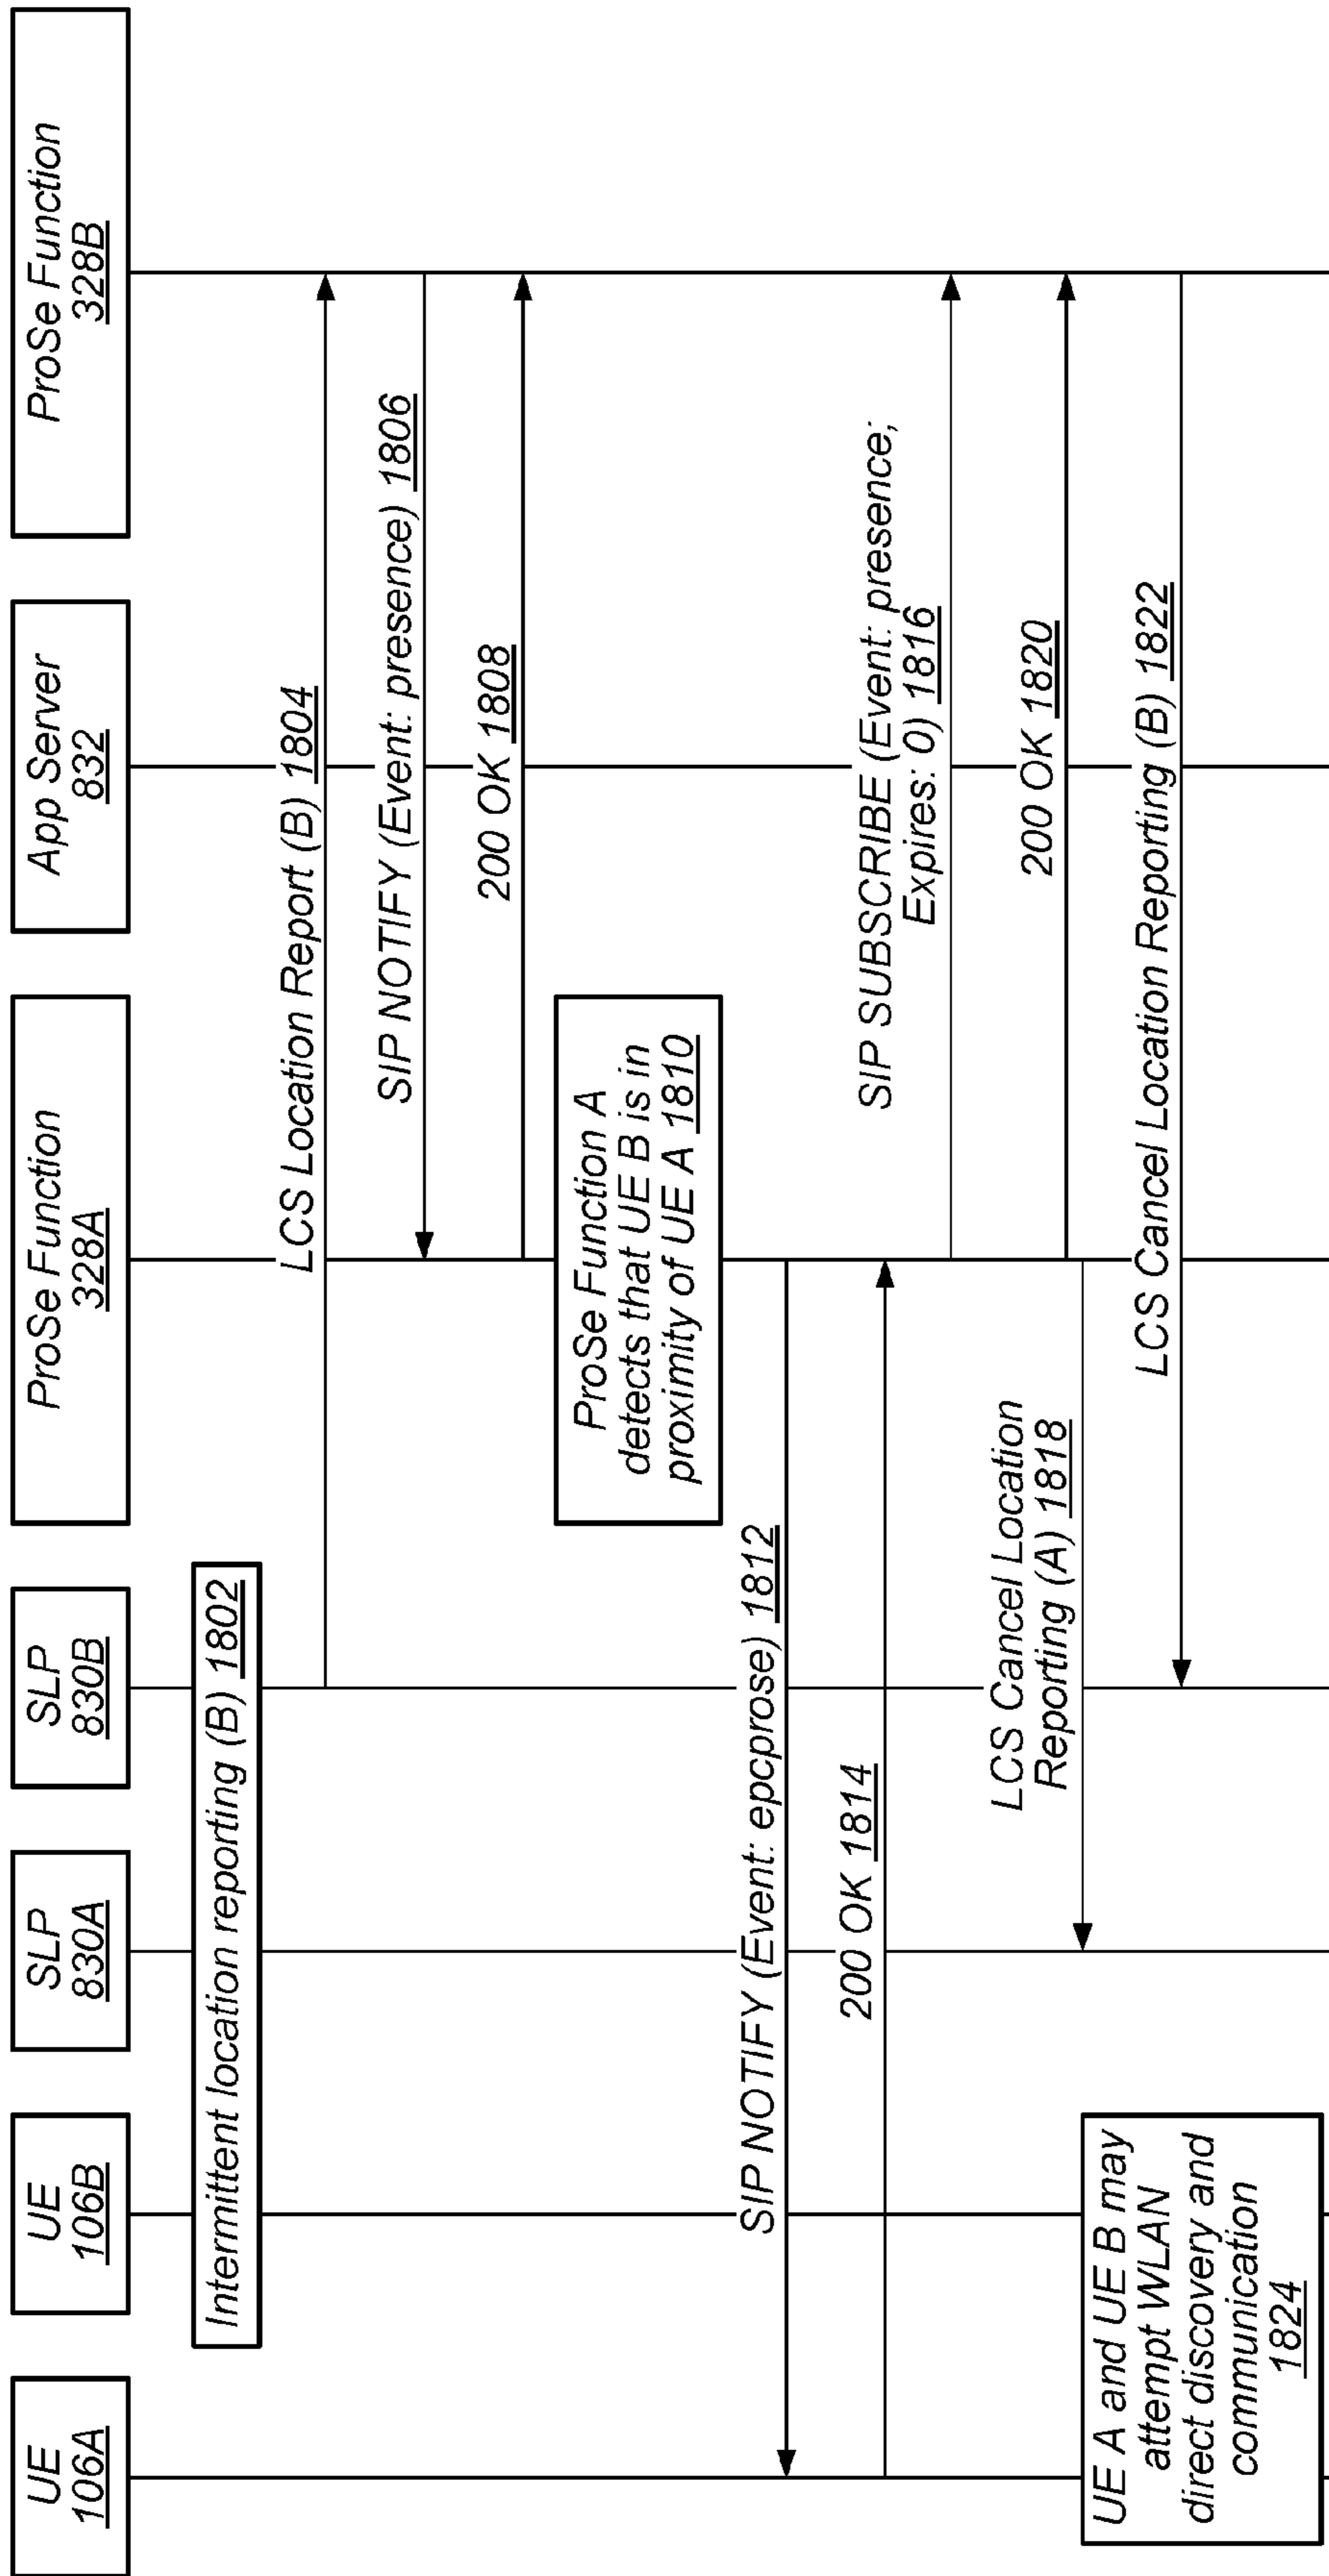 UE
106A
UE
106B
SLP
830A
SLP
830B
ProSe Function
328A
App Server
832
ProSe Function
328B
Intermittent location reporting (B) 1802
LCS Location Report (B) 1804
SIP NOTIFY (Event: presence) 1806
200 OK 1808
ProSe Function A
detects that UE B is in
proximity of UE A 1810
SIP NOTIFY (Event: epcprose) 1812
200 OK 1814
SIP SUBSCRIBE (Event: presence;
Expires: 0) 1816
LCS Cancel Location
Reporting (A) 1818
200 OK 1820
LCS Cancel Location Reporting (B) 1822
UE A and UE B may
attempt WLAN
direct discovery and
communication
1824